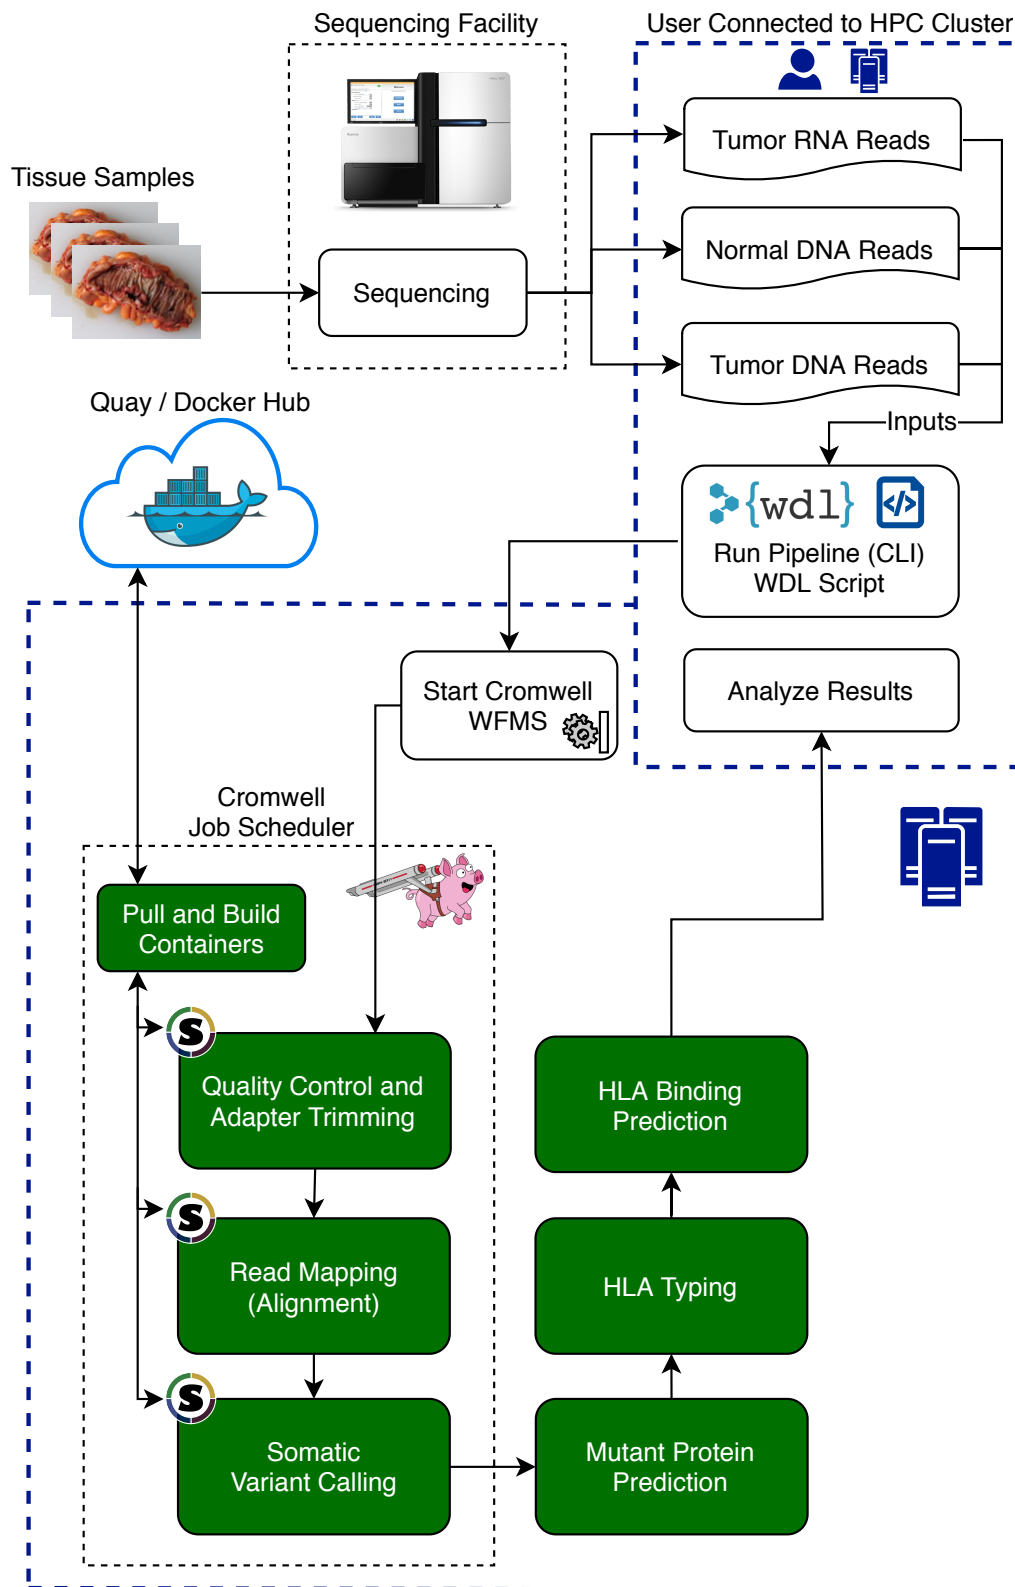 Sequencing Facility
User Connected to HPC Cluster
Tissue Samples
Sequencing
Tumor RNA Reads
Normal DNA Reads
Tumor DNA Reads
Inputs
Quay / Docker Hub
{wdl}
</>
Run Pipeline (CLI)
WDL Script
Start Cromwell
WFMS
Analyze Results
Cromwell
Job Scheduler
Pull and Build
Containers
S
Quality Control and
Adapter Trimming
S
Read Mapping
(Alignment)
S
Somatic
Variant Calling
Mutant Protein
Prediction
HLA Typing
HLA Binding
Prediction